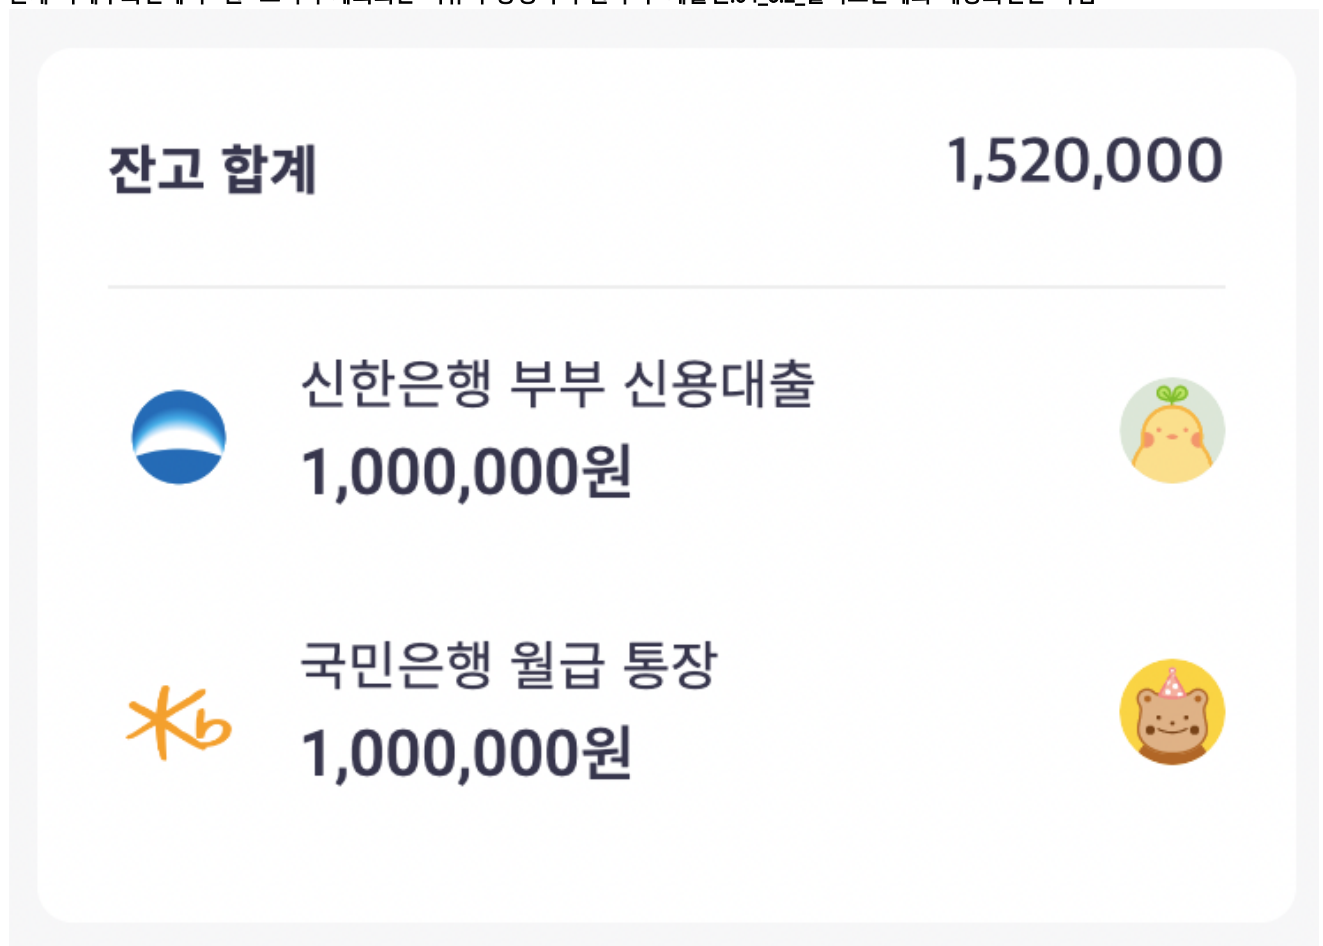 잔고 합계
1,520,000
신한은행 부부 신용대출
1,000,000원
국민은행 월급 통장
1,000,000원